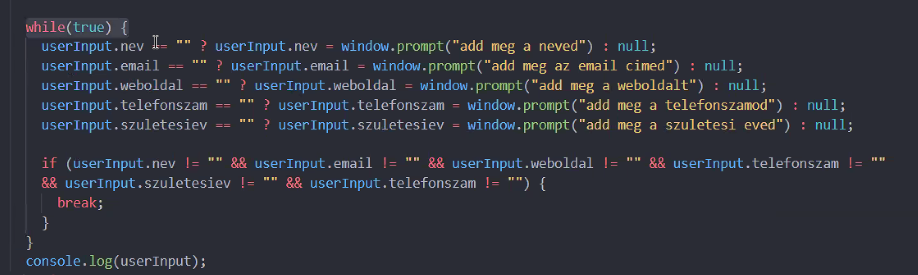 while(true) {
userInput.nev == "" ? userInput.nev = window.prompt("add meg a neved") : null;
userInput.email == "" ? userInput.email = window.prompt("add meg az email cimed") : null;
userInput.weboldal == "" ? userInput.weboldal = window.prompt("add meg a weboldalt") : null;
userInput.telefonszam == "" ? userInput.telefonszam = window.prompt("add meg a telefonszamod") : null;
userInput.szuletesiev == "" ? userInput.szuletesiev = window.prompt("add meg a szuletesi eved") : null;
if (userInput.nev != "" && userInput.email != "" && userInput.weboldal != "" && userInput.telefonszam != ""
&& userInput.szuletesiev != "" && userInput.telefonszam != "") {
break;
}
}
console.log(userInput);